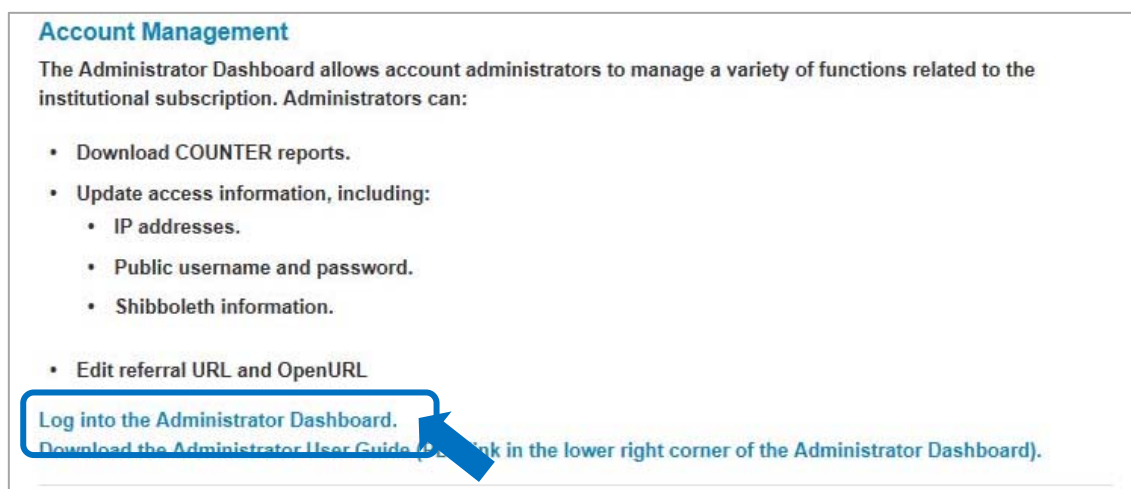 Account Management
The Administrator Dashboard allows account administrators to manage a variety of functions related to the
institutional subscription. Administrators can:
• Download COUNTER reports.
• Update access information, including:
• IP addresses.
• Public username and password.
• Shibboleth information.
• Edit referral URL and OpenURL
Log into the Administrator Dashboard.
Download the Administrator User Guide in the lower right corner of the Administrator Dashboard).